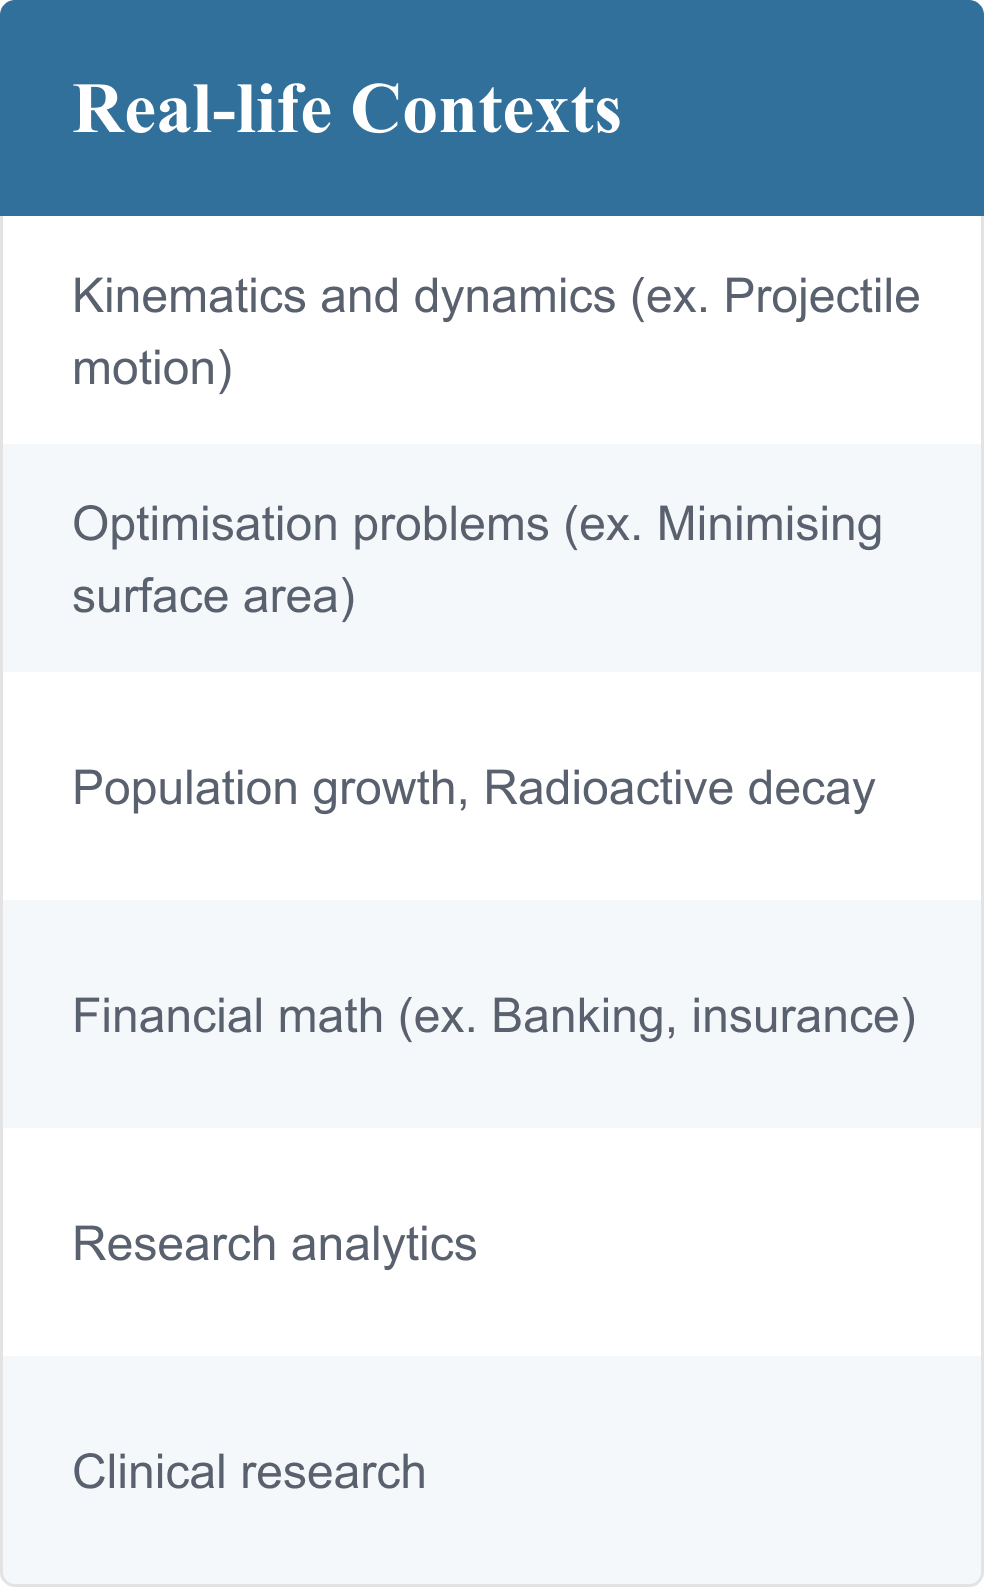 Real-life Contexts
Kinematics and dynamics (ex. Projectile
motion)
Optimisation problems (ex. Minimising
surface area)
Population growth, Radioactive decay
Financial math (ex. Banking, insurance)
Research analytics
Clinical research